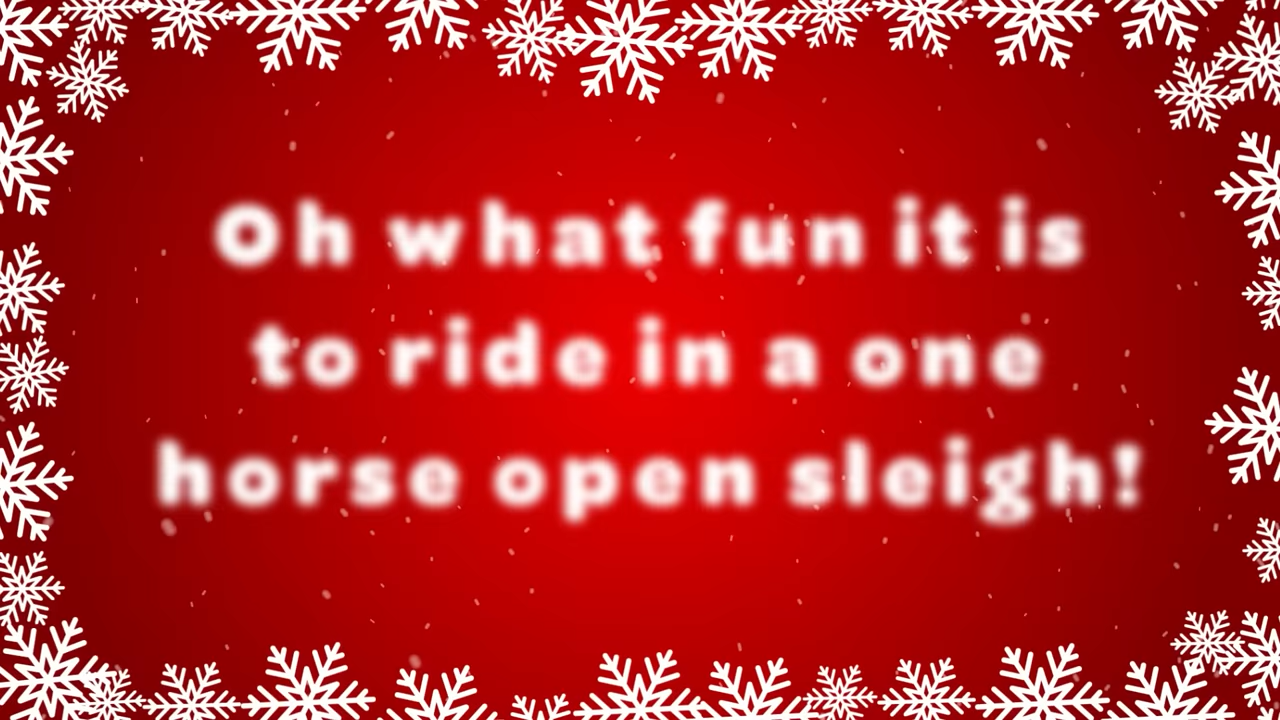 Oh what fun it is
to ride in a one
horse open sleigh!